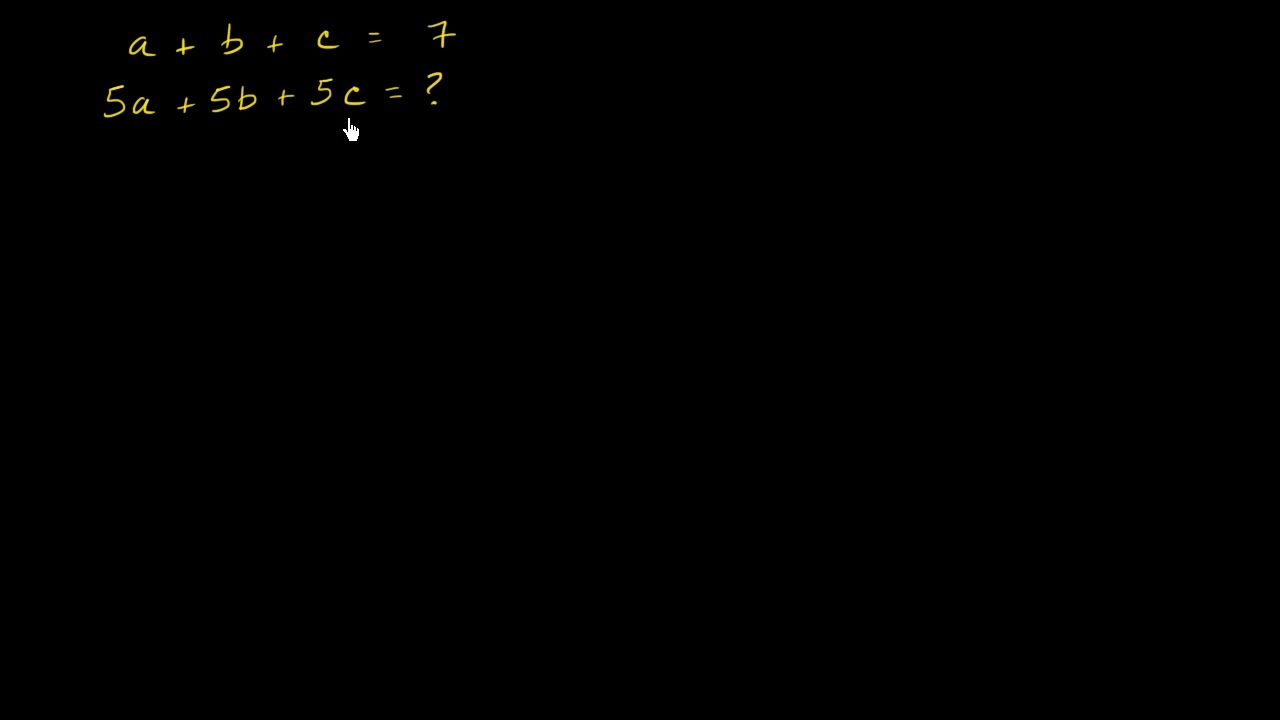 a + b + c = 7
5a + 5b + 5c = ?